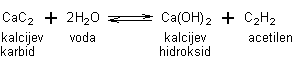 CaC₂ + 2H₂O ⇌ Ca(OH)₂ + C₂H₂
kalcijev voda kalcijev acetilen
karbid hidroksid